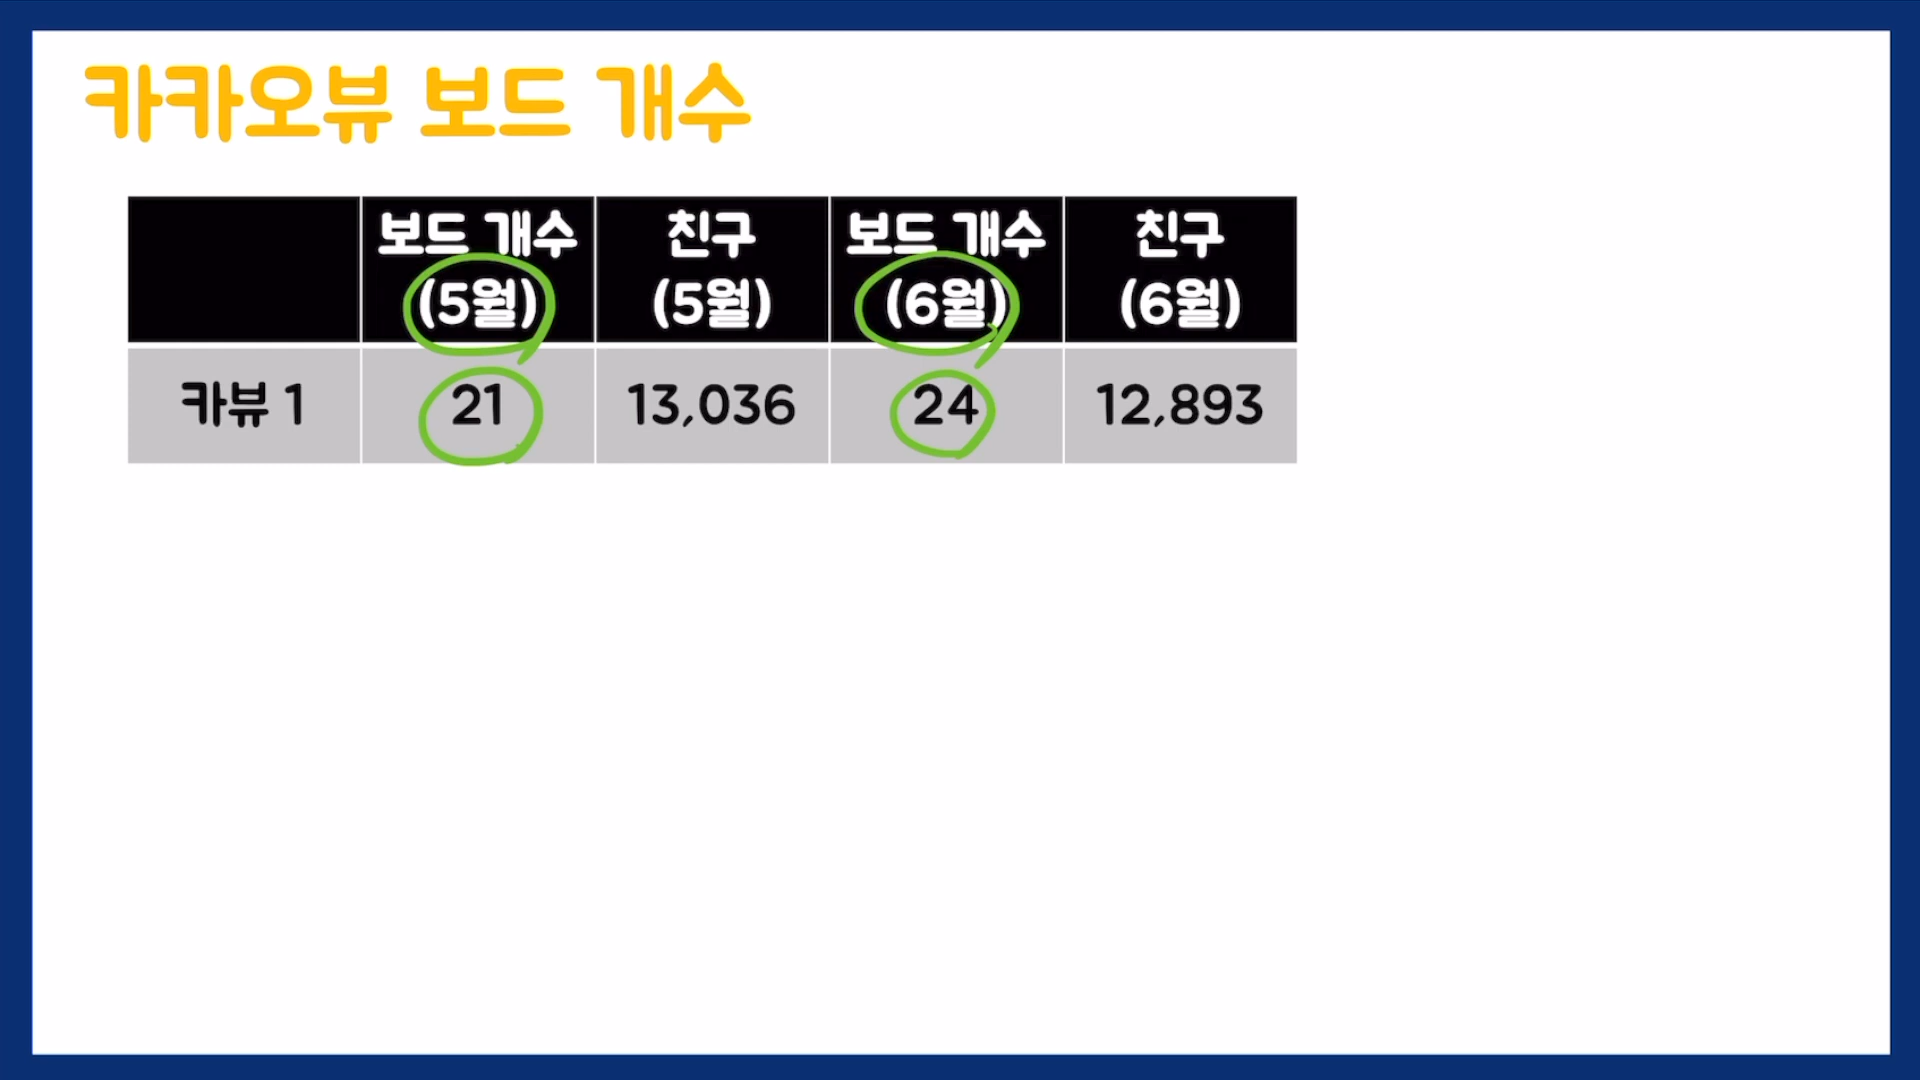 카카오뷰 보드 개수
보드 개수 친구 보드 개수 친구
(5월) (5월) (6월) (6월)
카뷰 1 21 13,036 24 12,893